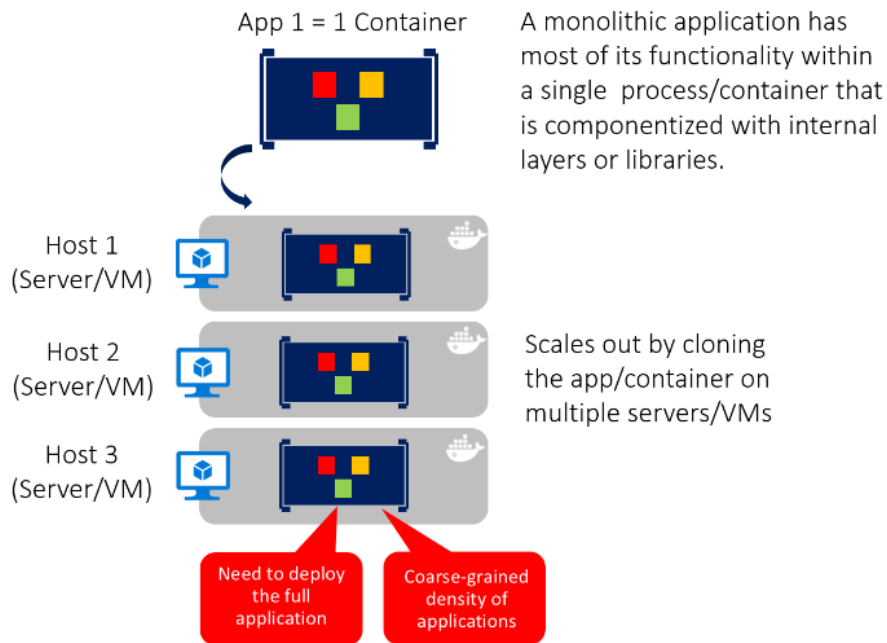 App 1 = 1 Container
A monolithic application has
most of its functionality within
a single process/container that
is componentized with internal
layers or libraries.
Host 1
(Server/VM)
Host 2
(Server/VM)
Scales out by cloning
the app/container on
multiple servers/VMs
Host 3
(Server/VM)
Need to deploy
the full
application
Coarse-grained
density of
applications